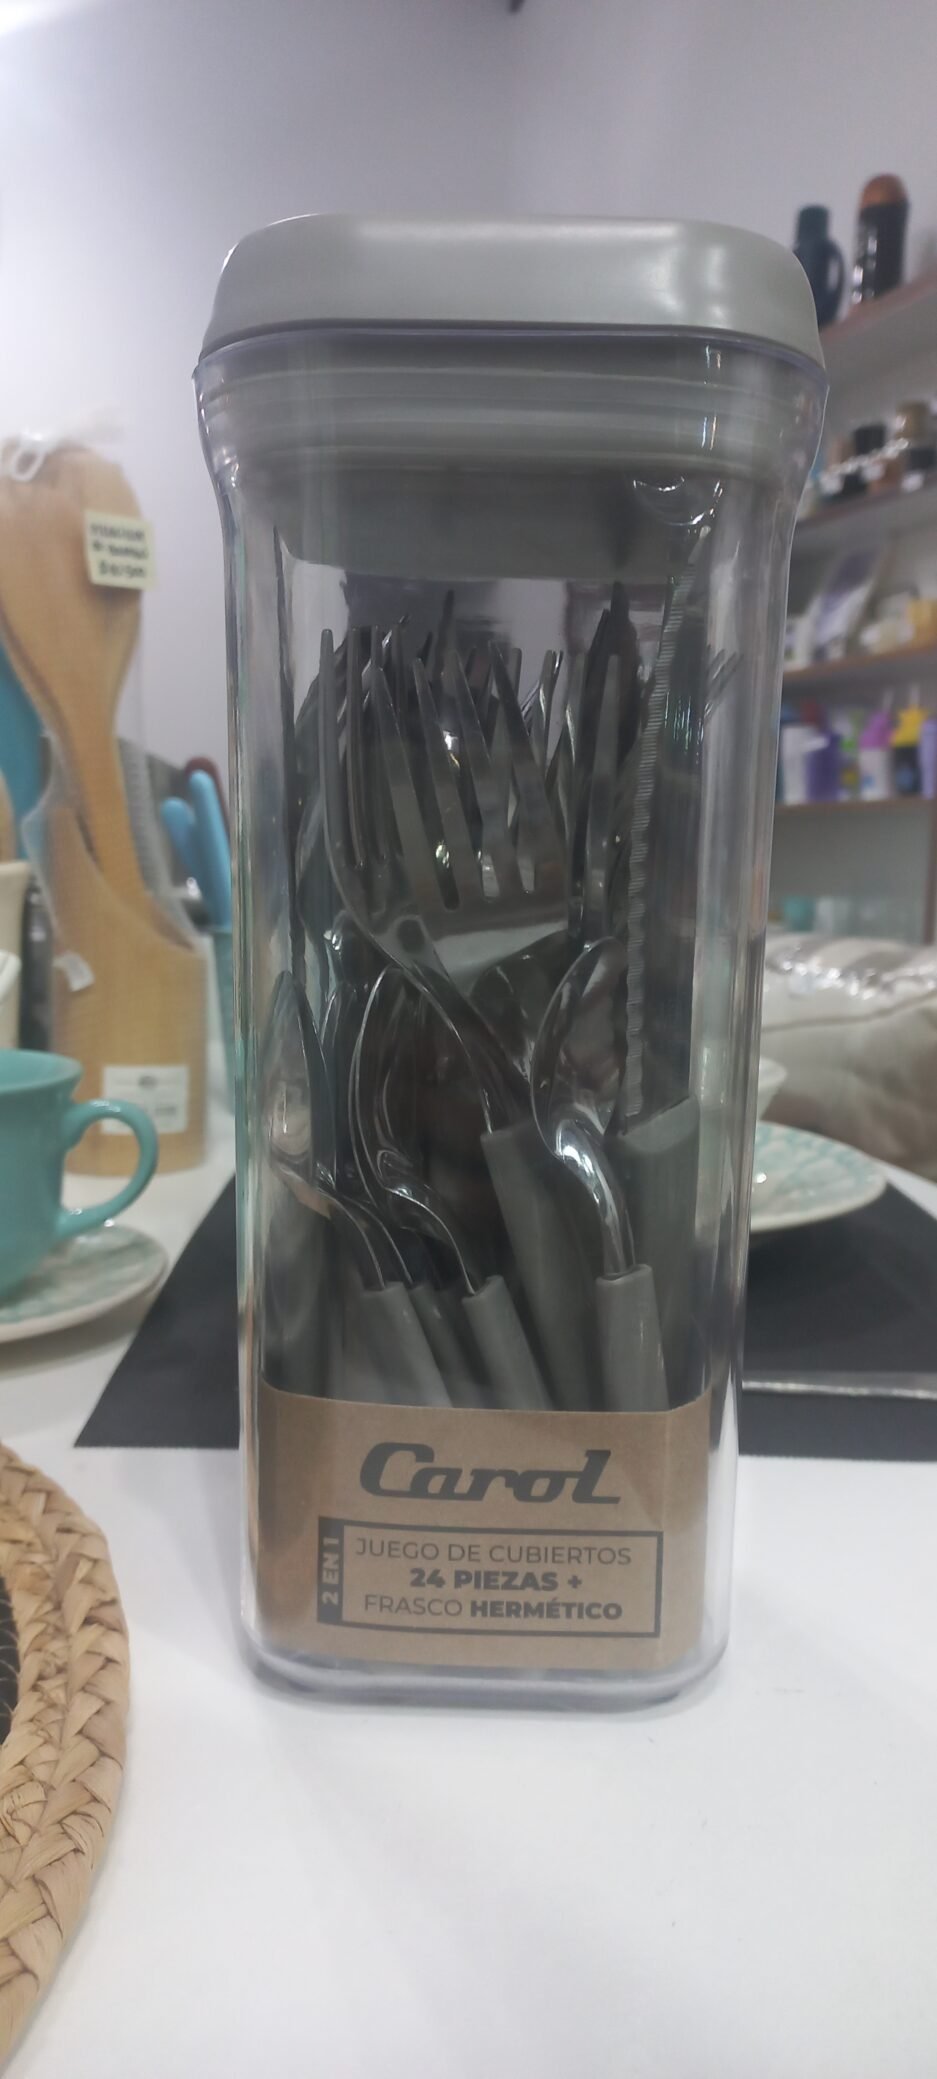 Carol
2 EN 1
JUEGO DE CUBIERTOS
24 PIEZAS +
FRASCO HERMÉTICO